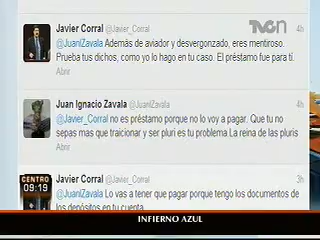 Javier Corral @Javier_Corral 4h
TVCn
@JuanIZavala Además de aviador y desvergonzado, eres mentiroso.
Prueba tus dichos, como yo lo hago en tu caso. El préstamo fue para tí.
Abrir
Juan Ignacio Zavala @JuanIZavala 4h
@Javier_Corral no es préstamo porque no lo voy a pagar. Que tu no
sepas mas que traicionar y ser pluri es tu problema La reina de las pluris
Abrir
Javier Corral @Javier_Corral 3h
@JuanIZavala Lo vas a tener que pagar porque tengo los documentos
de los depósitos en tu cuenta.
CENTRO
09:19
INFIERNO AZUL